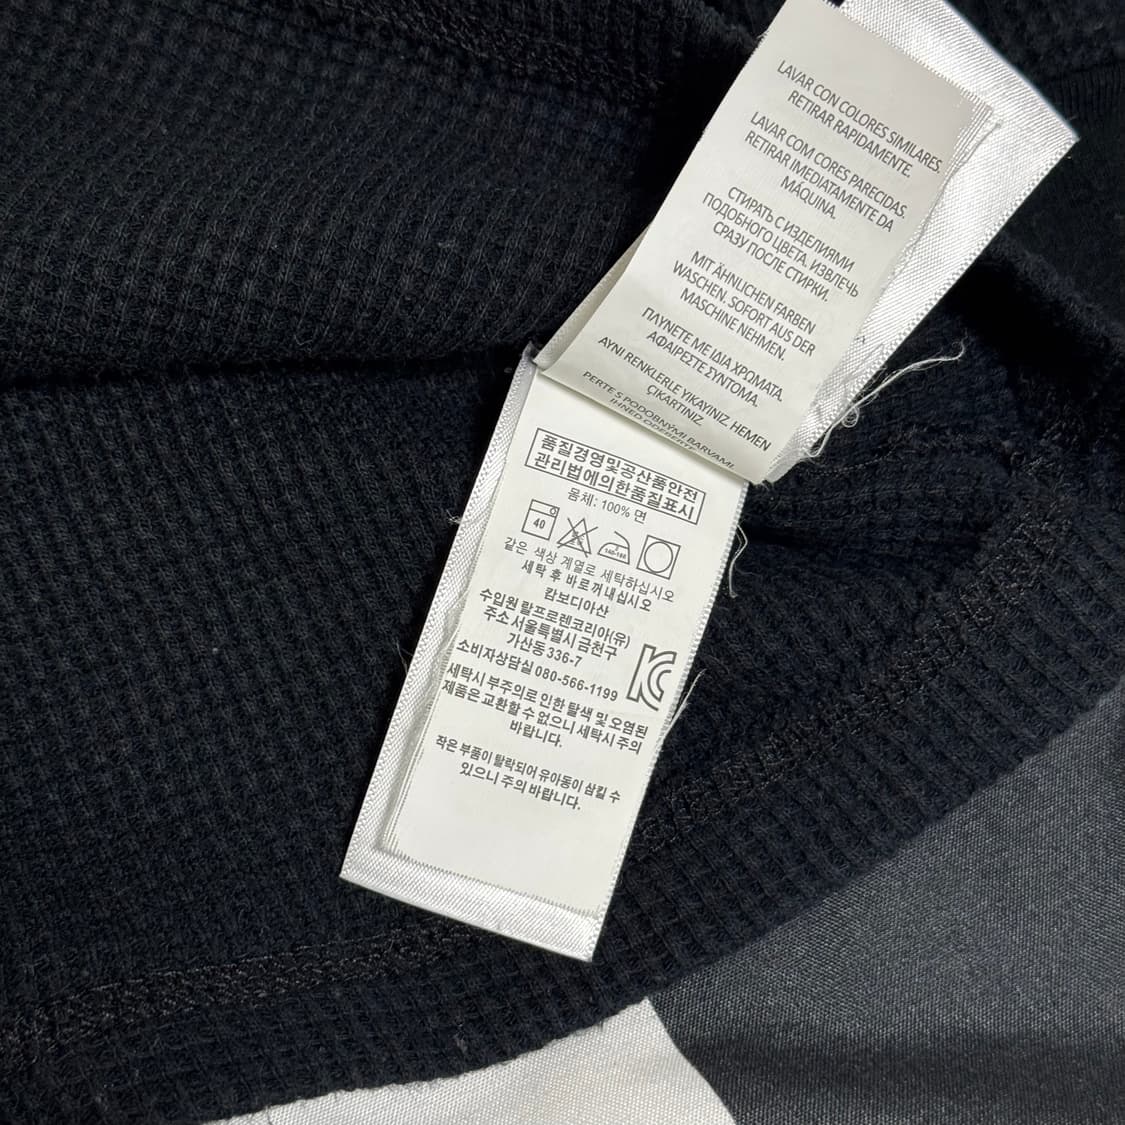 LAVAR CON COLORES SIMILARES.
RETIRAR RAPIDAMENTE.
LAVAR COM CORES PARECIDAS.
RETIRAR IMEDIATAMENTE DA
MÁQUINA.
СТИРАТЬ С ИЗДЕЛИЯМИ
ПОДОБНОГО ЦВЕТА. ИЗВЛЕЧЬ
СРАЗУ ПОСЛЕ СТИРКИ.
MIT ÄHNLICHEN FARBEN
WASCHEN. SOFORT AUS DER
MASCHINE NEHMEN.
ΠΛΥΝΕΤΕ ΜΕ ΙΔΙΑ ΧΡΩΜΑΤΑ.
ΑΦΑΙΡΕΣΤΕ ΣΥΝΤΟΜΑ.
AYNI RENKLERLE YIKAYINIZ. HEMEN
ÇIKARTINIZ.
PERTE S PODOBNÝMI BARVAMI.
IHNED ODEBERTE.
품질경영및공산품안전
관리법에의한품질표시
몸체: 100% 면
40
같은 색상 계열로 세탁하십시오
세탁 후 바로꺼내십시오
캄보디아산
수입원 랄프로렌코리아(유)
주소 서울특별시 금천구
가산동 336-7
소비자상담실 080-566-1199
KC
세탁시 부주의로 인한 탈색 및 오염된
제품은 교환할 수 없으니 세탁시 주의
바랍니다.
작은 부품이 탈락되어 유아동이 삼킬 수
있으니 주의 바랍니다.